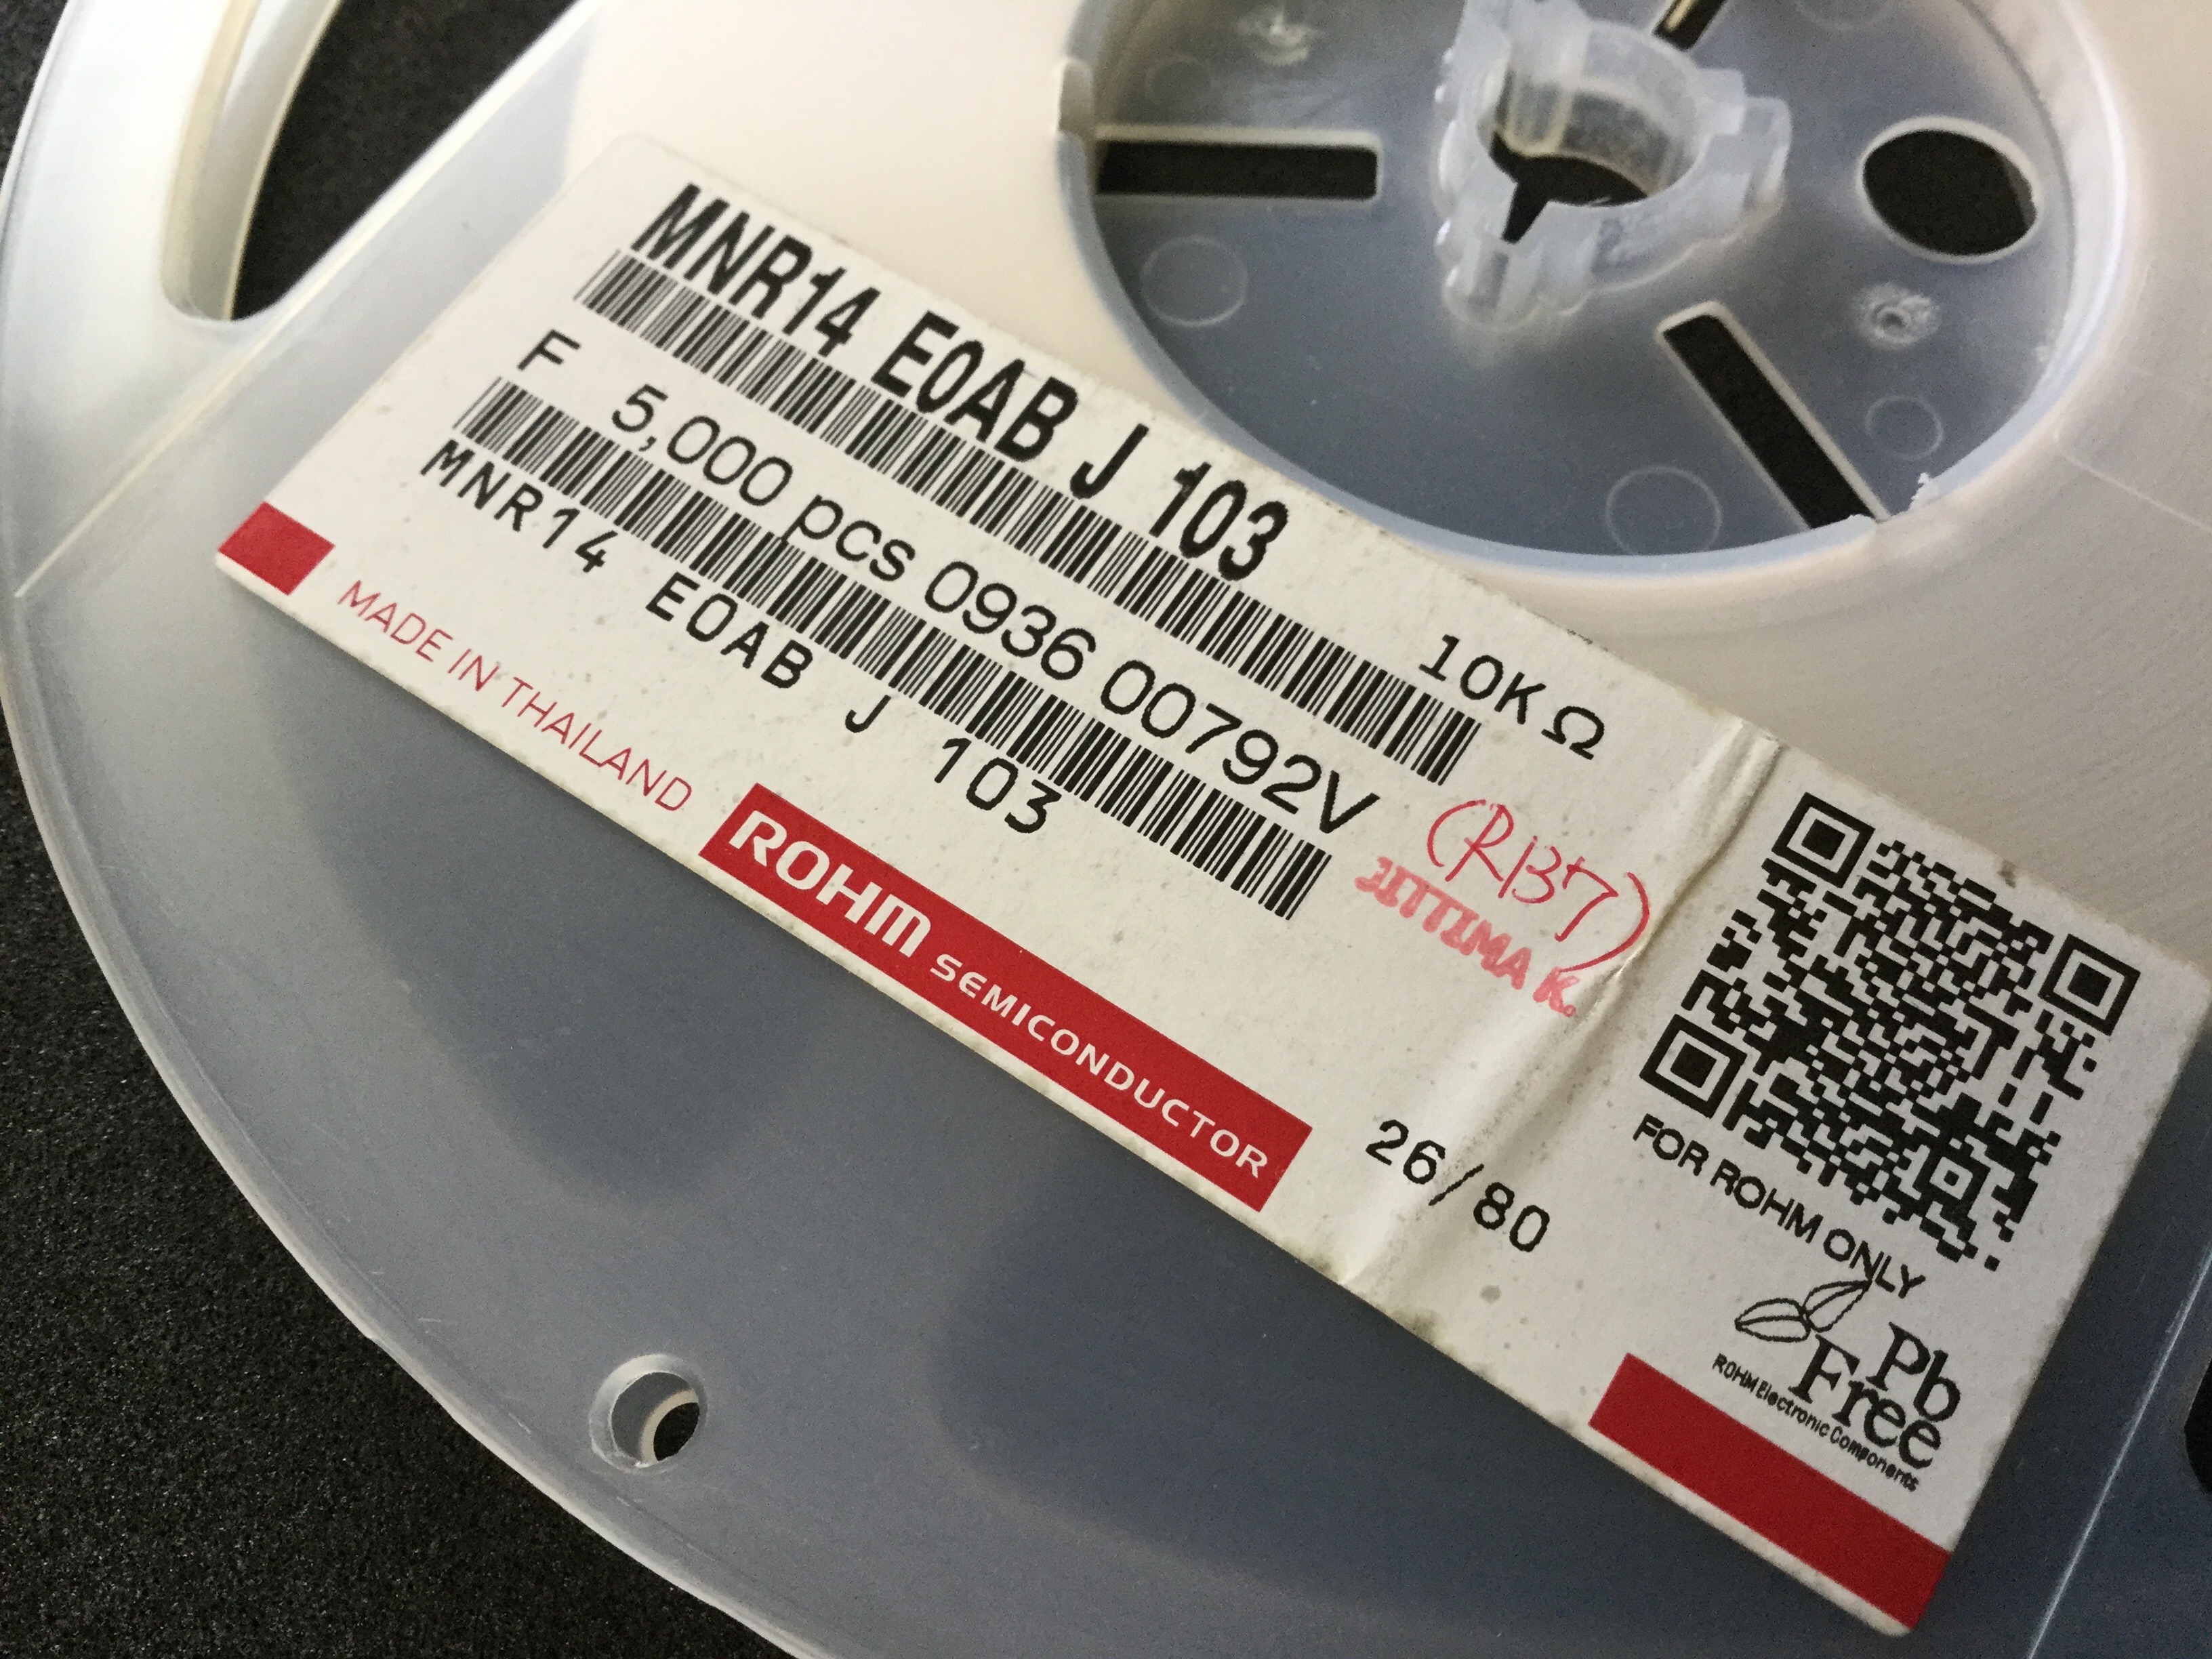 MNR14 E0AB J 103
10KΩ
F 5,000 pcs 0936 00792V
MNR14 E0AB J 103
(R137)
JITTIMA K.
MADE IN THAILAND
ROHM SEMICONDUCTOR
26/80
FOR ROHM ONLY
Pb
Free
ROHM Electronic Components